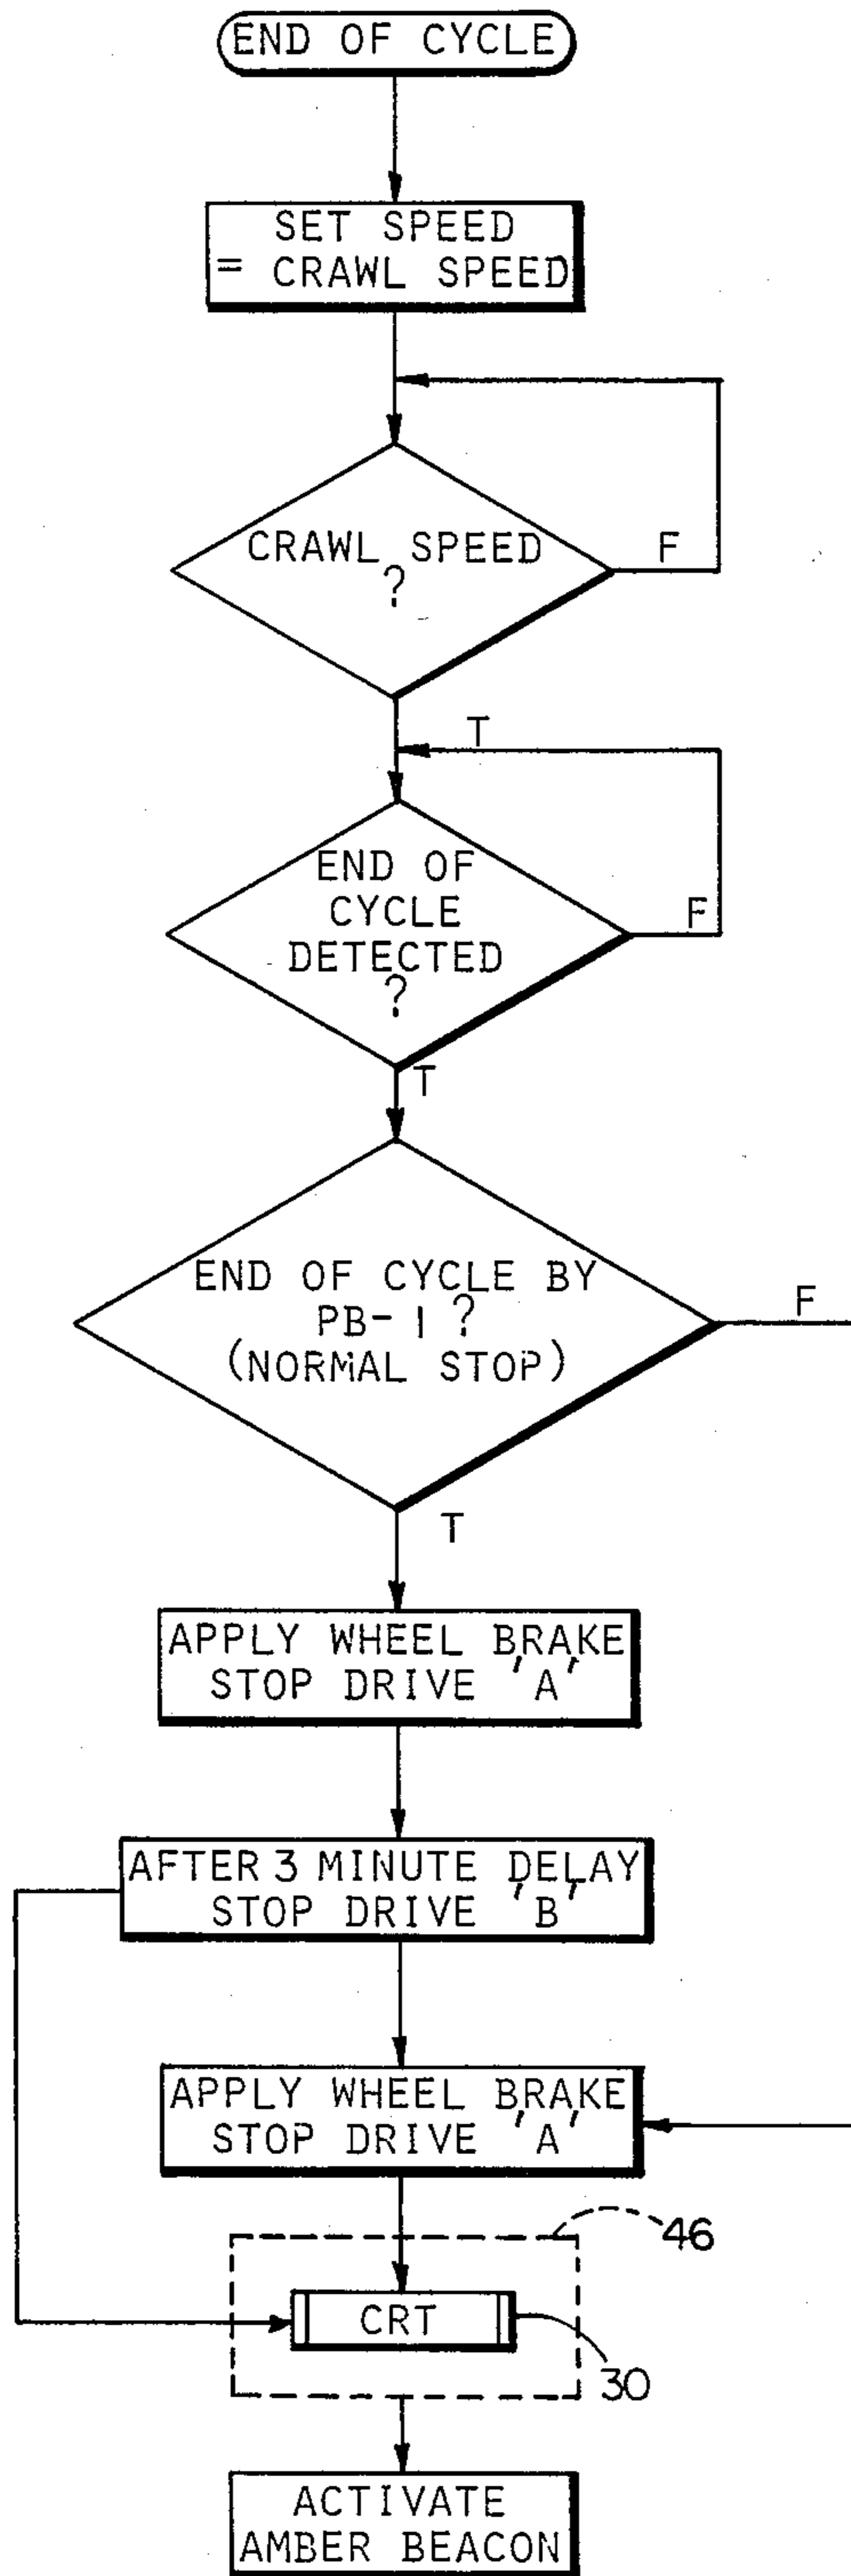 END OF CYCLE
SET SPEED
= CRAWL SPEED
CRAWL SPEED
?
F
T
END OF
CYCLE
DETECTED
?
F
T
END OF CYCLE BY
PB-1 ?
(NORMAL STOP)
F
T
APPLY WHEEL BRAKE
STOP DRIVE 'A'
AFTER 3 MINUTE DELAY
STOP DRIVE 'B'
APPLY WHEEL BRAKE
STOP DRIVE 'A'
46
CRT
30
ACTIVATE
AMBER BEACON